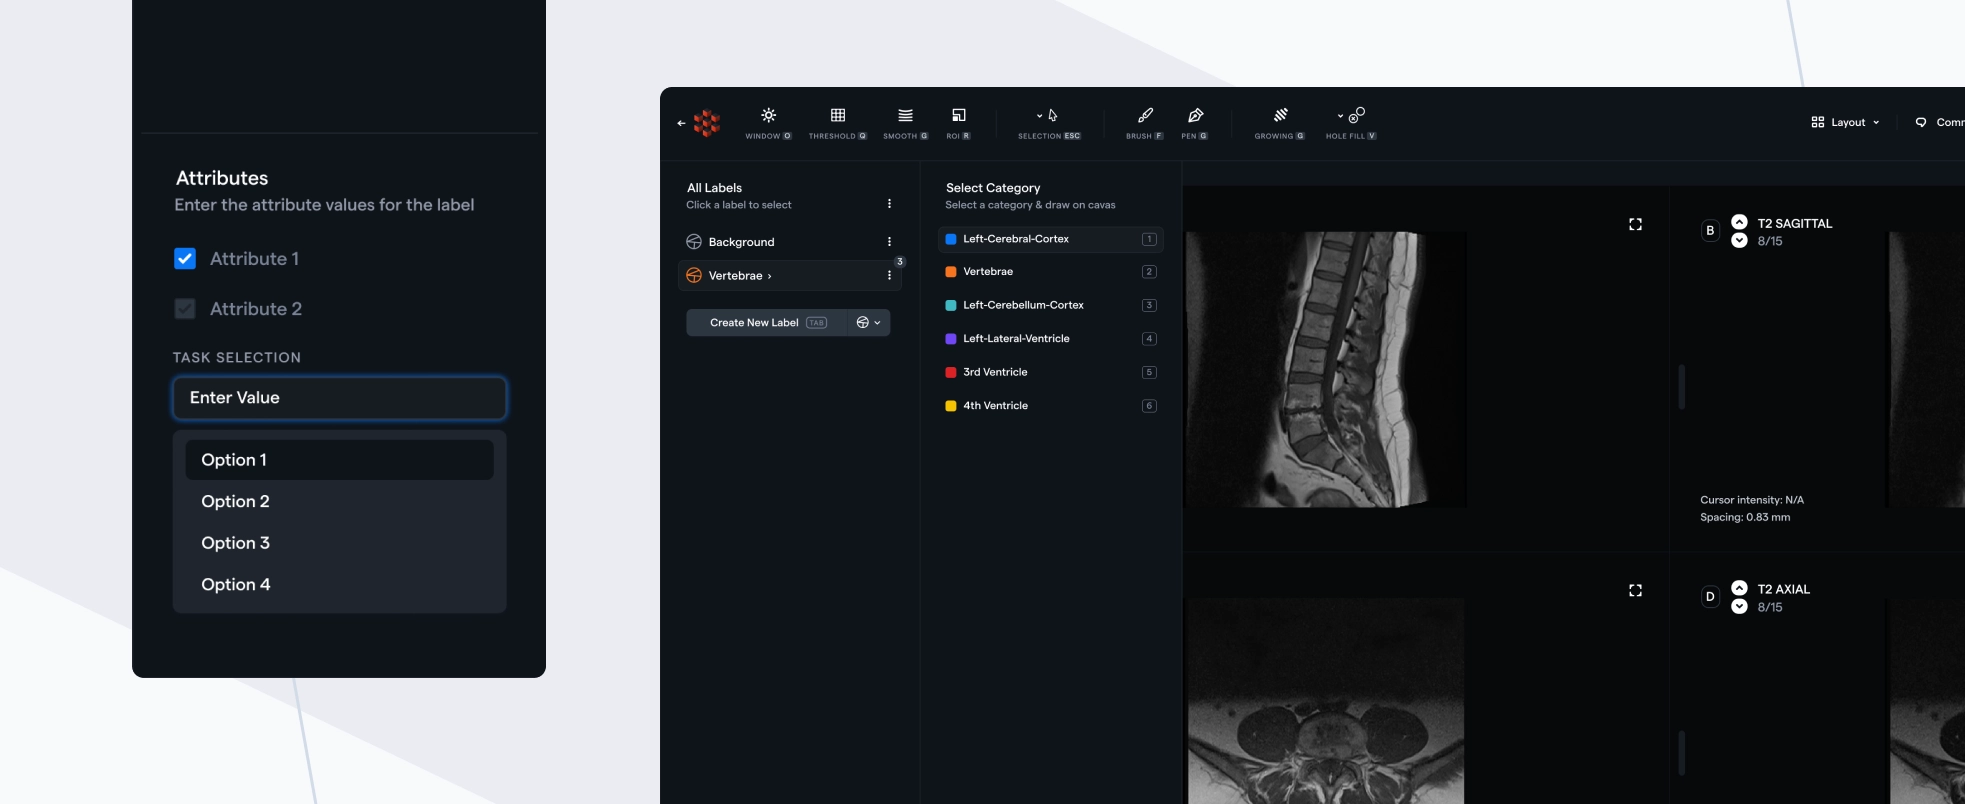 Attributes
Enter the attribute values for the label
Attribute 1
Attribute 2
TASK SELECTION
Enter Value
Option 1
Option 2
Option 3
Option 4
WINDOW O
THRESHOLD Q
SMOOTH G
ROI R
SELECTION ESC
BRUSH F
PEN G
GROWING G
HOLE FILL V
Layout
Comm
All Labels
Click a label to select
Background
3
Vertebrae ›
Create New Label TAB
Select Category
Select a category & draw on cavas
Left-Cerebral-Cortex 1
Vertebrae 2
Left-Cerebellum-Cortex 3
Left-Lateral-Ventricle 4
3rd Ventricle 5
4th Ventricle 6
B T2 SAGITTAL
8/15
Cursor intensity: N/A
Spacing: 0.83 mm
D T2 AXIAL
8/15